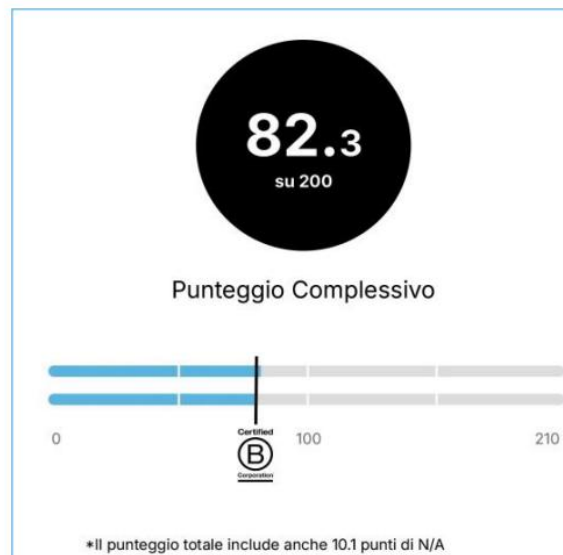 82.3
su 200
Punteggio Complessivo
0 100 210
Certified
B
Corporation
*Il punteggio totale include anche 10.1 punti di N/A